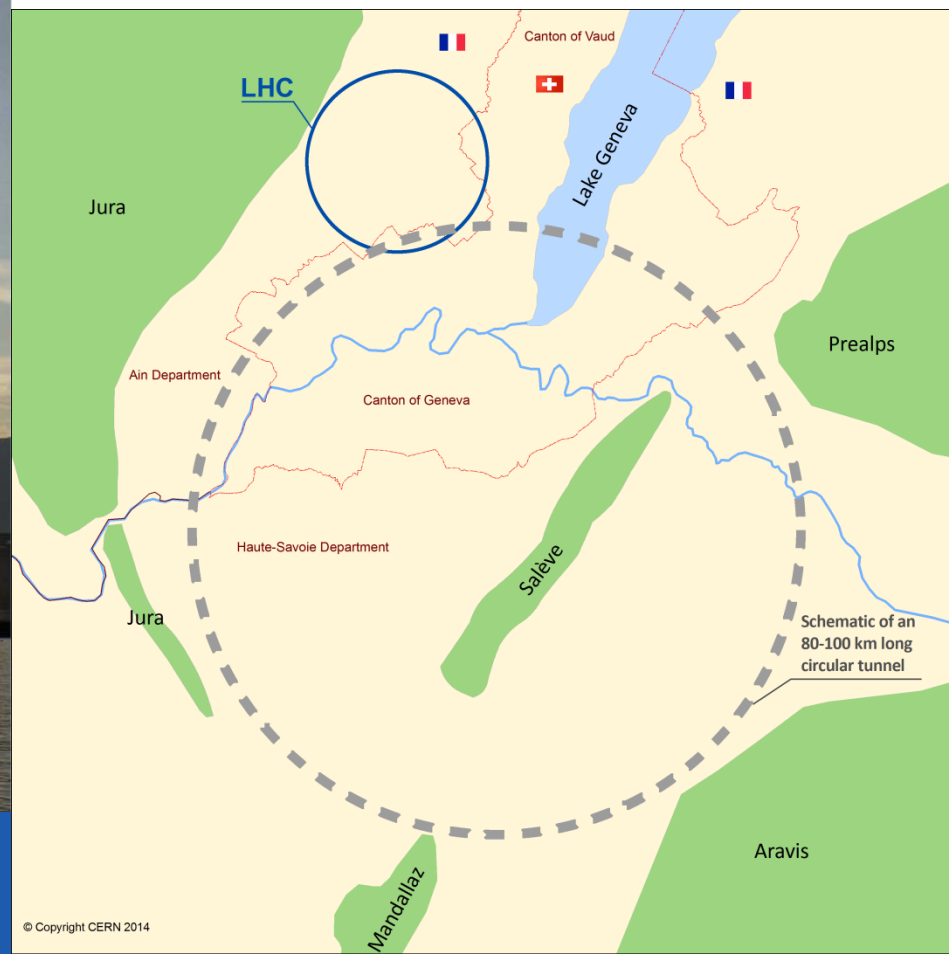 Canton of Vaud
LHC
Lake Geneva
Jura
Prealps
Ain Department
Canton of Geneva
Haute-Savoie Department
Salève
Jura
Schematic of an
80-100 km long
circular tunnel
Aravis
Mandallaz
© Copyright CERN 2014